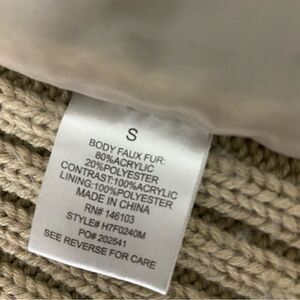 S
BODY FAUX FUR:
80%ACRYLIC
20%POLYESTER
CONTRAST:100%ACRYLIC
LINING:100%POLYESTER
MADE IN CHINA
RN# 146103
STYLE# H7F0240M
PO# 202541
SEE REVERSE FOR CARE